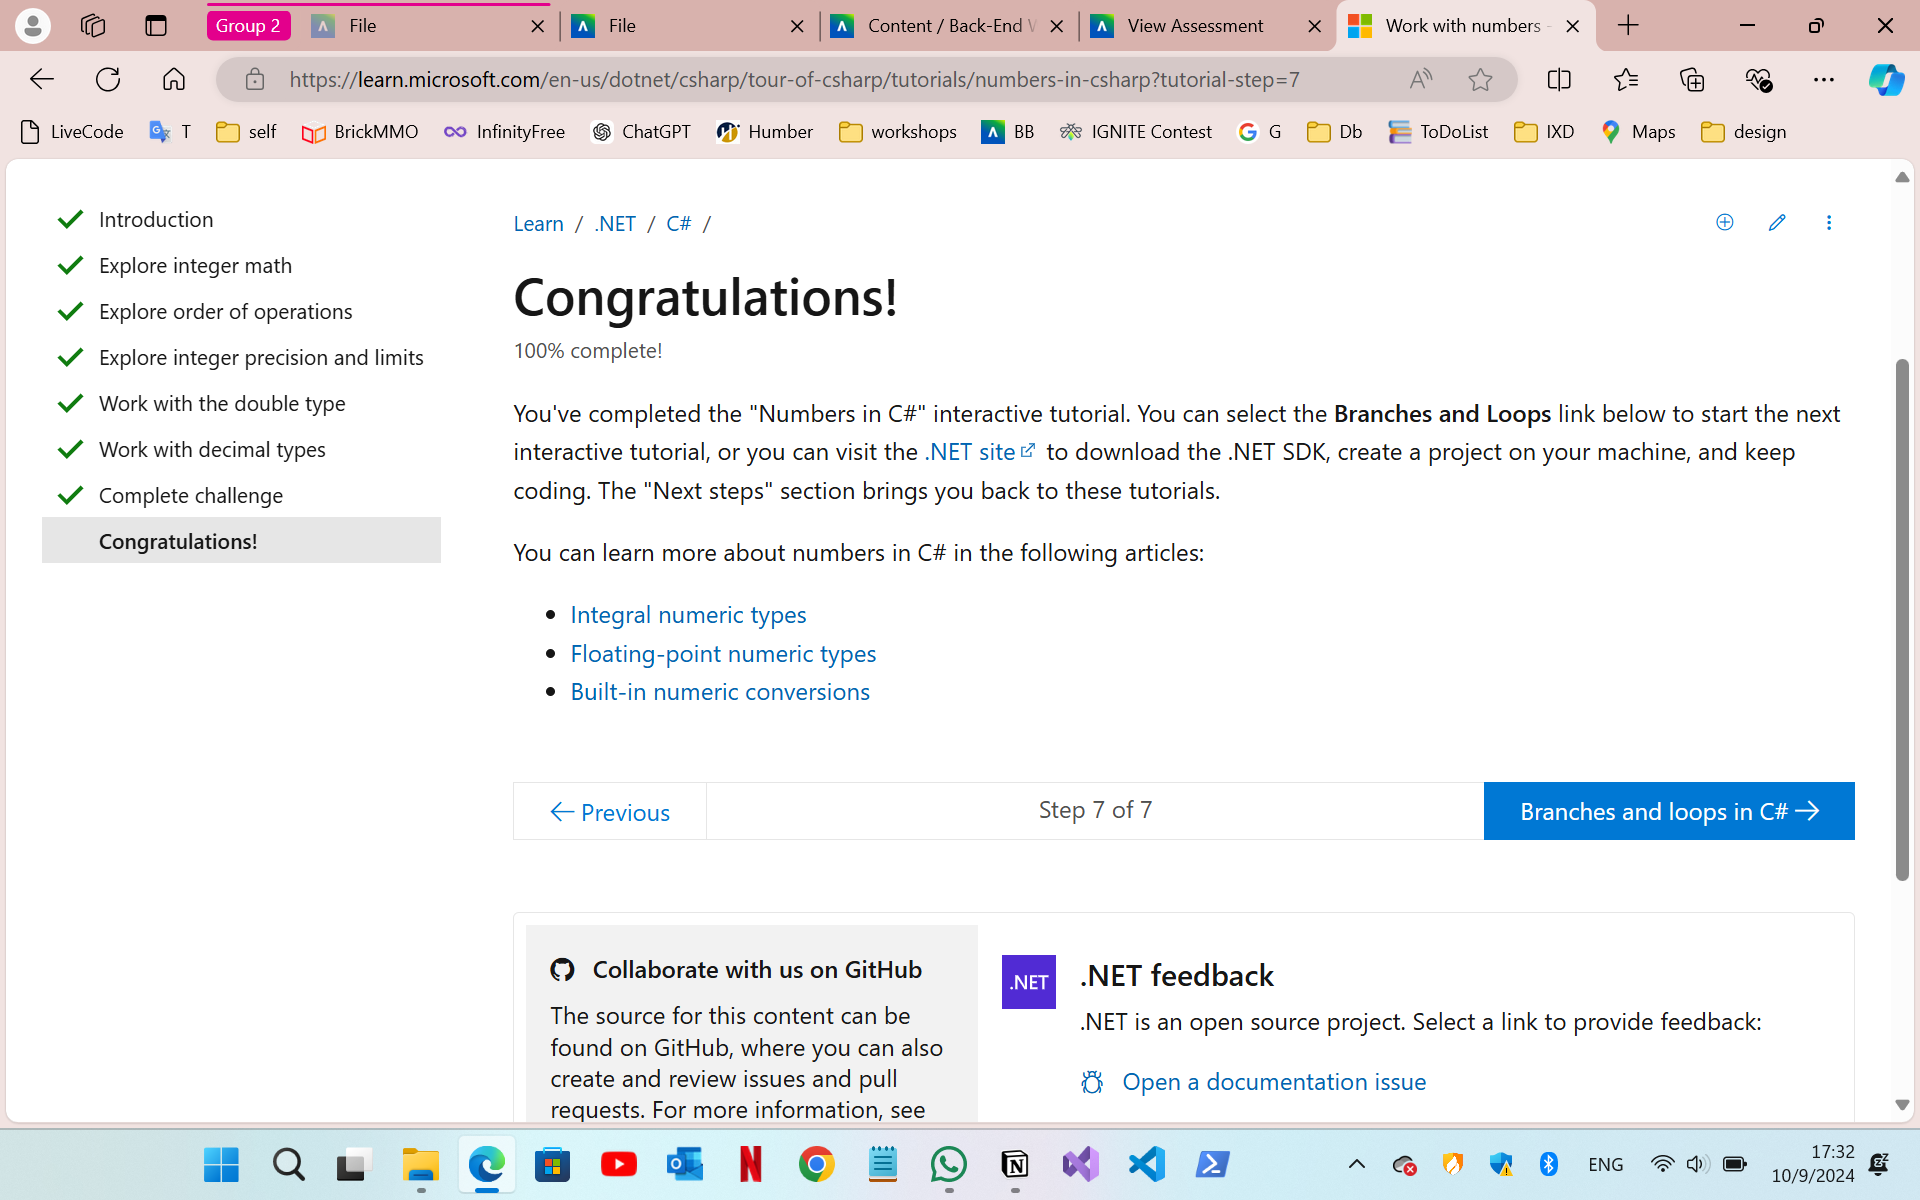 Group 2
File
File
Content / Back-End W
View Assessment
Work with numbers -
https://learn.microsoft.com/en-us/dotnet/csharp/tour-of-csharp/tutorials/numbers-in-csharp?tutorial-step=7
LiveCode
T
self
BrickMMO
InfinityFree
ChatGPT
Humber
workshops
BB
IGNITE Contest
G
Db
ToDoList
IXD
Maps
design
Introduction
Explore integer math
Explore order of operations
Explore integer precision and limits
Work with the double type
Work with decimal types
Complete challenge
Congratulations!
Learn / .NET / C# /
Congratulations!
100% complete!
You've completed the "Numbers in C#" interactive tutorial. You can select the Branches and Loops link below to start the next
interactive tutorial, or you can visit the .NET site to download the .NET SDK, create a project on your machine, and keep
coding. The "Next steps" section brings you back to these tutorials.
You can learn more about numbers in C# in the following articles:
• Integral numeric types
• Floating-point numeric types
• Built-in numeric conversions
Previous
Step 7 of 7
Branches and loops in C#
Collaborate with us on GitHub
The source for this content can be
found on GitHub, where you can also
create and review issues and pull
requests. For more information, see
.NET
.NET feedback
.NET is an open source project. Select a link to provide feedback:
Open a documentation issue
ENG
17:32
10/9/2024